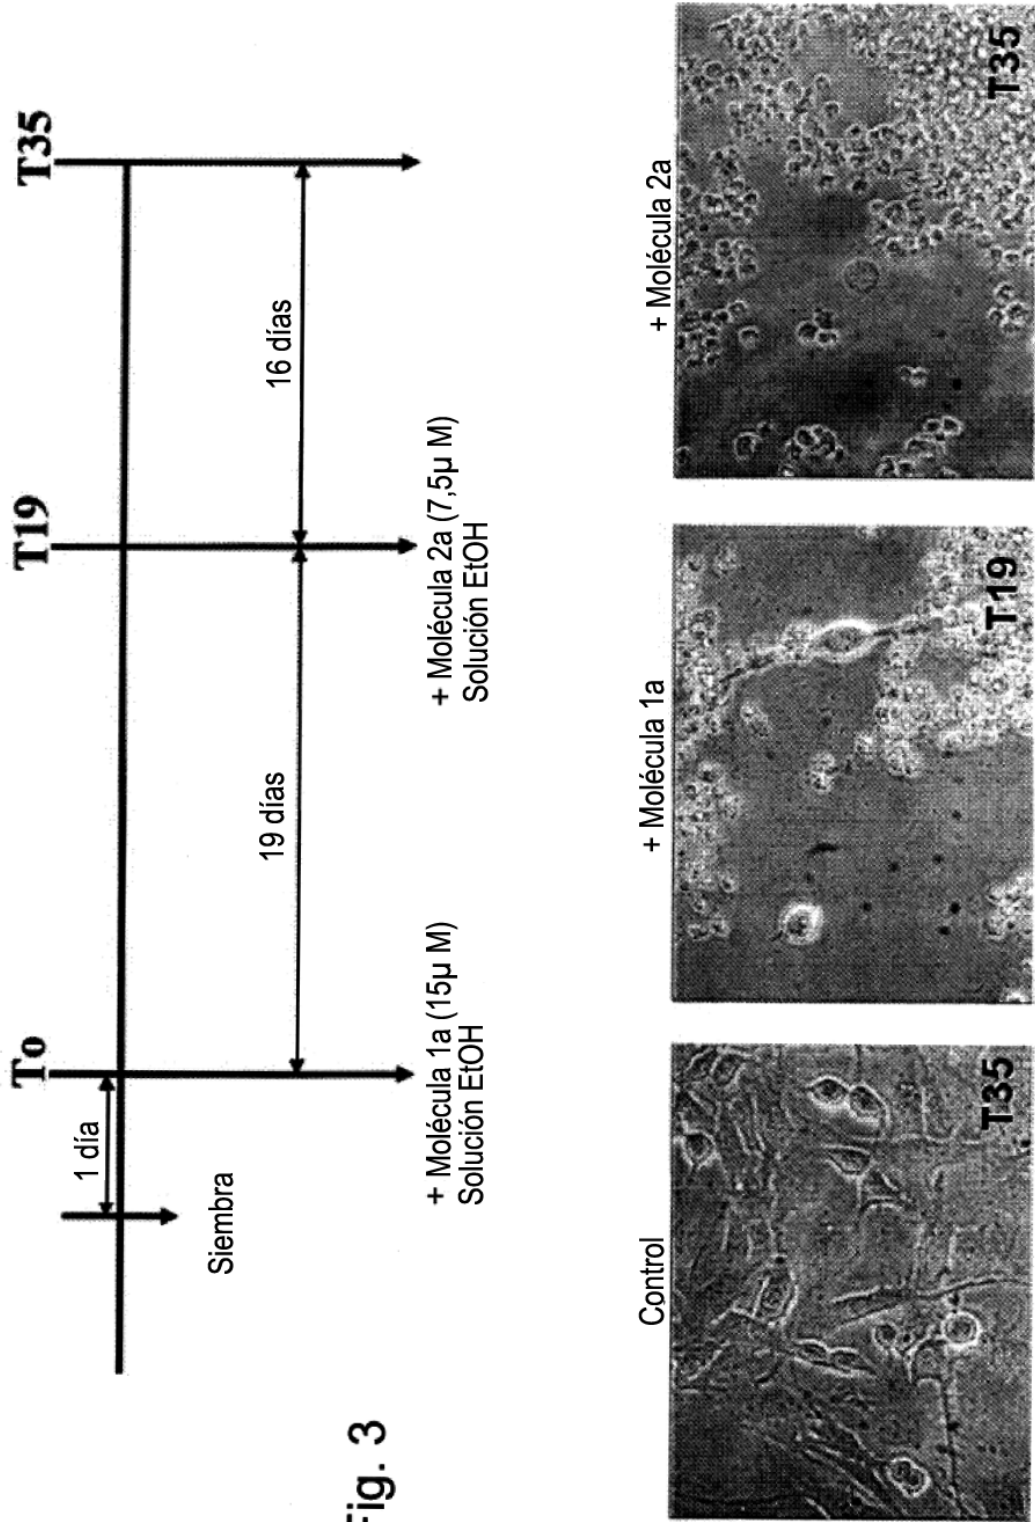 Fig. 3
To
T19
T35
1 día
19 días
16 días
Siembra
+ Molécula 1a (15µ M)
Solución EtOH
+ Molécula 2a (7,5µ M)
Solución EtOH
Control
+ Molécula 1a
+ Molécula 2a
T35
T19
T35